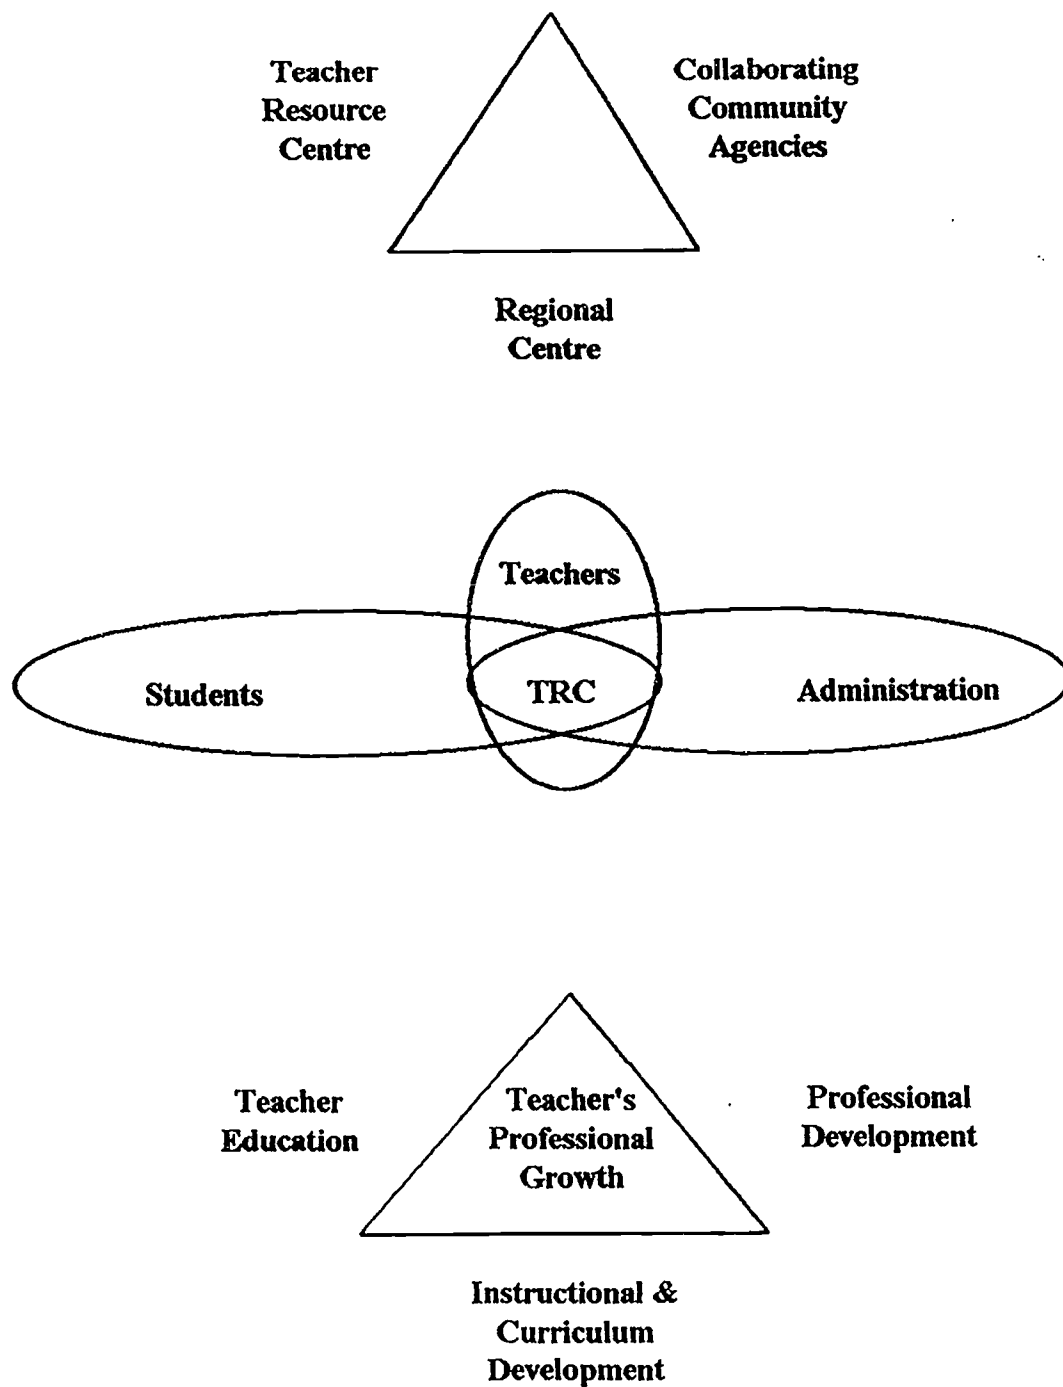 Teacher
Resource
Centre
Collaborating
Community
Agencies
Regional
Centre
Teachers
Students
TRC
Administration
Teacher
Education
Teacher's
Professional
Growth
Professional
Development
Instructional &
Curriculum
Development